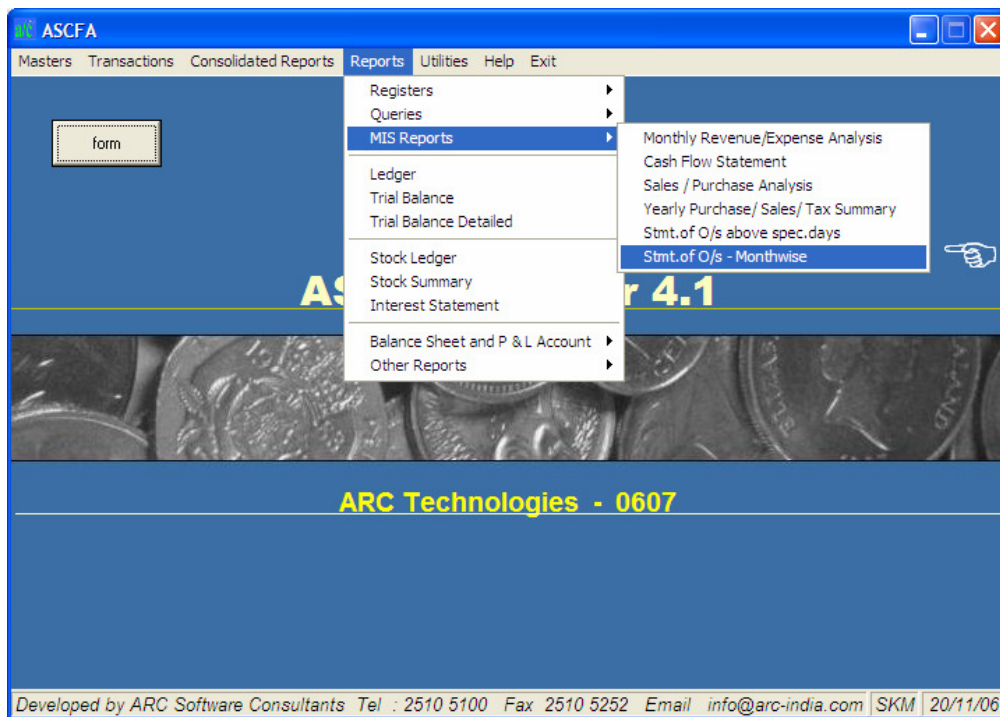 ASCFA
Masters Transactions Consolidated Reports Reports Utilities Help Exit
form
Registers
Queries
MIS Reports
Ledger
Trial Balance
Trial Balance Detailed
Stock Ledger
Stock Summary
Interest Statement
Balance Sheet and P & L Account
Other Reports
Monthly Revenue/Expense Analysis
Cash Flow Statement
Sales / Purchase Analysis
Yearly Purchase/ Sales/ Tax Summary
Stmt.of O/s above spec.days
Stmt.of O/s - Monthwise
4.1
ARC Technologies - 0607
Developed by ARC Software Consultants Tel : 2510 5100 Fax 2510 5252 Email info@arc-india.com SKM 20/11/06